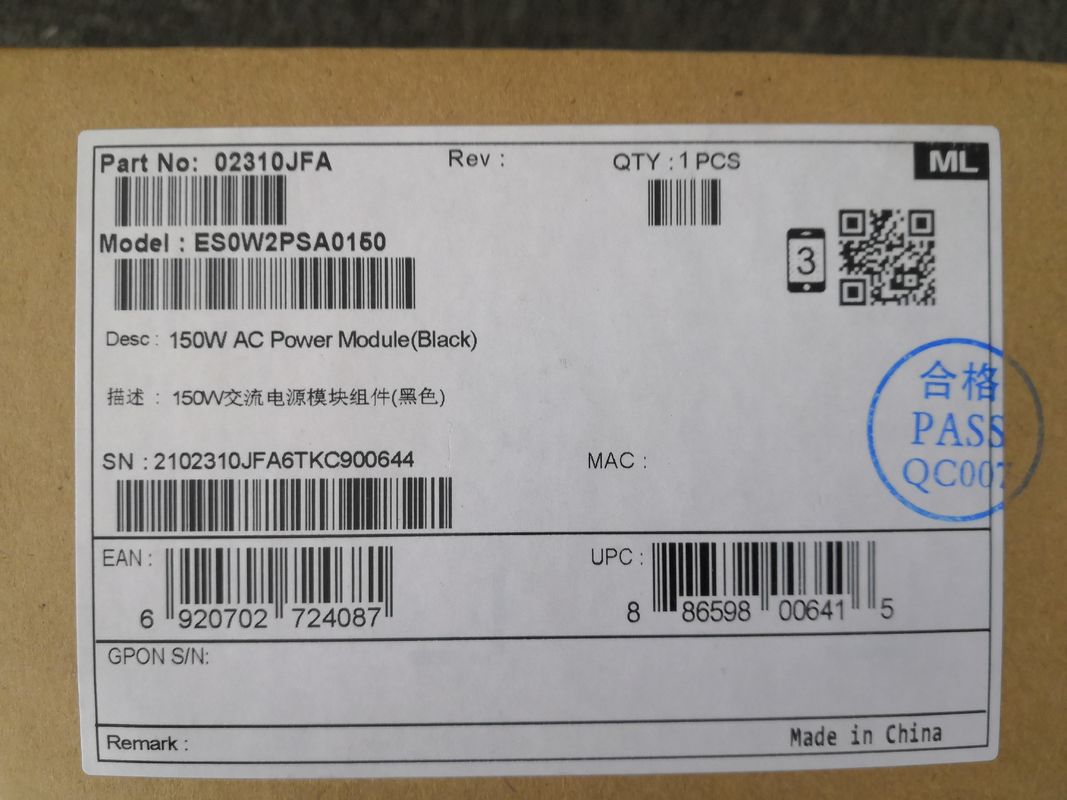 Part No: 02310JFA
Rev :
QTY : 1 PCS
ML
Model : ES0W2PSA0150
3
Desc : 150W AC Power Module(Black)
描述 : 150W交流电源模块组件(黑色)
合格
PASS
QC007
SN : 2102310JFA6TKC900644
MAC :
EAN :
6 920702 724087
UPC :
8 86598 00641 5
GPON S/N:
Remark :
Made in China